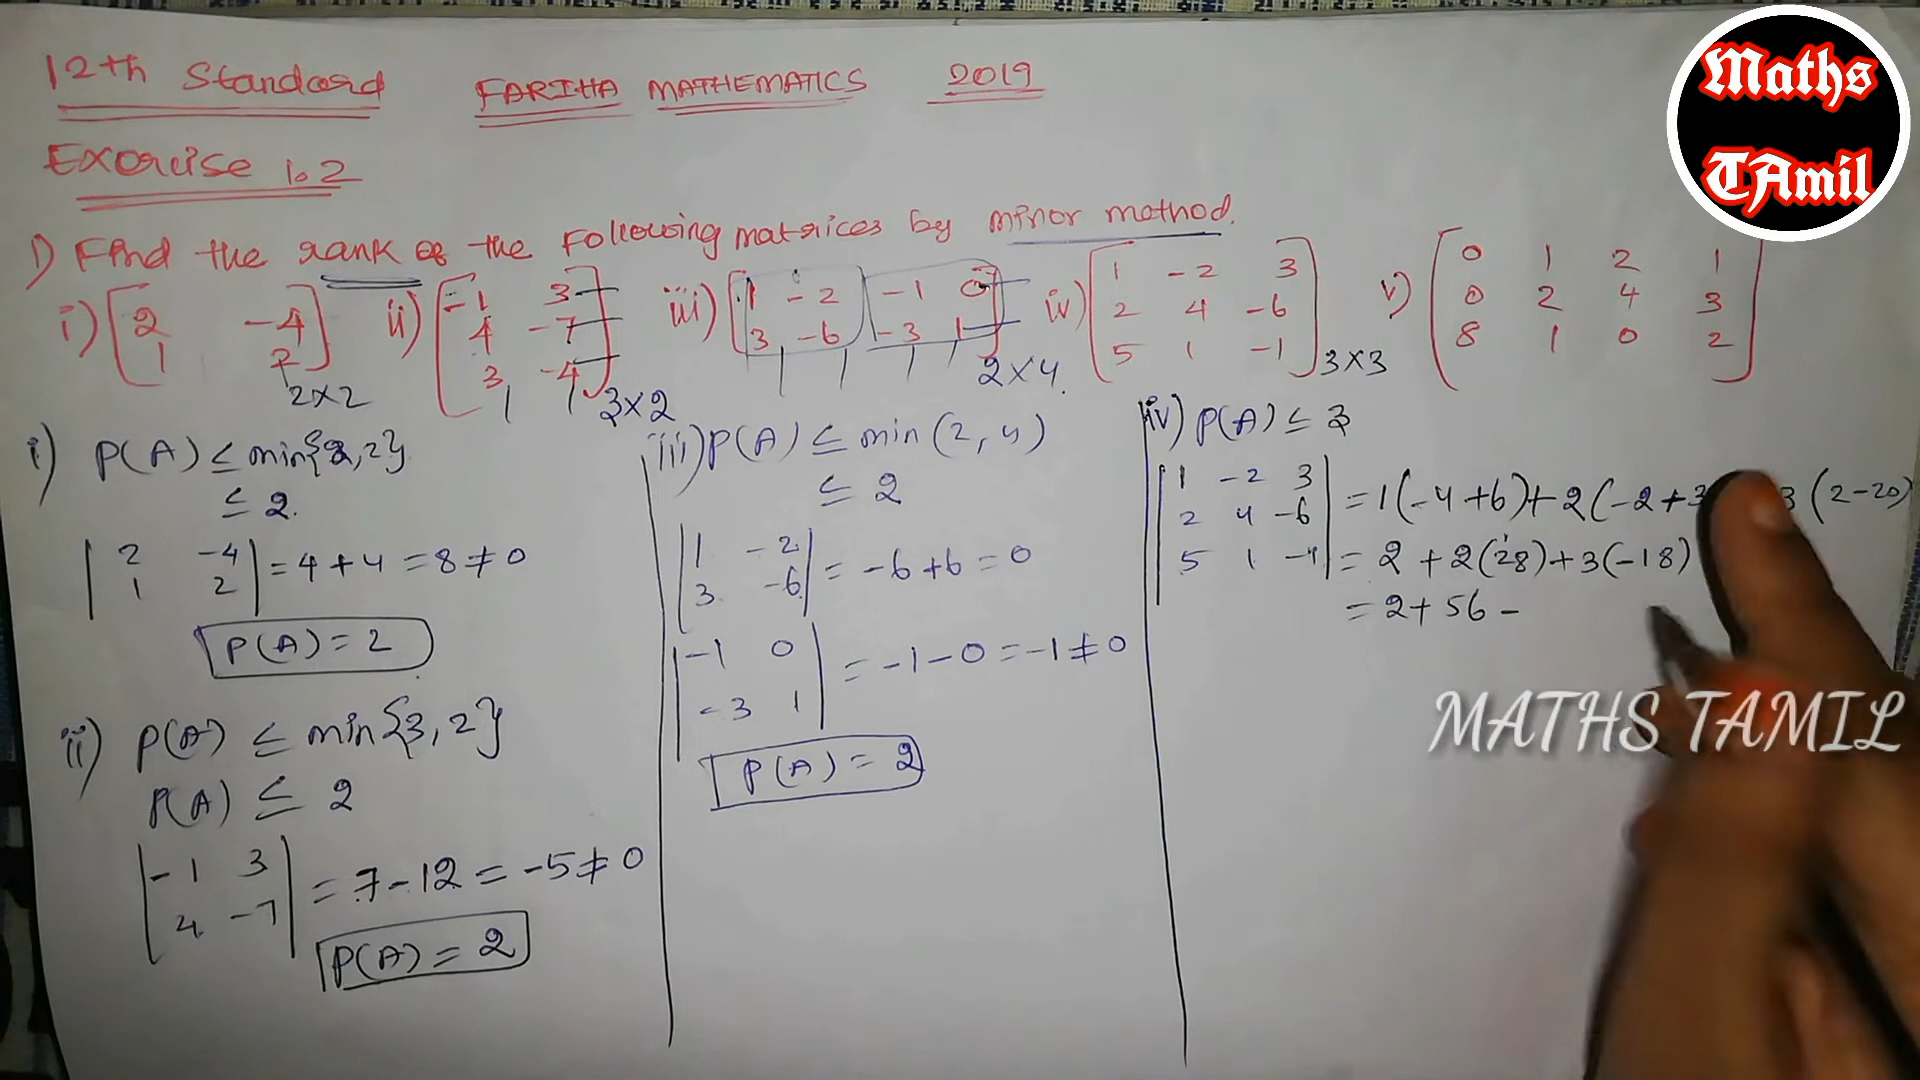 12th Standard FARITHA MATHEMATICS 2019
Maths
TAmil
Exercise 1.2
1) Find the rank of the following matrices by minor method.
i) [2 -4
1 2] 2×2
ii) [-1 3
4 -7
3 -4] 3×2
iii) [1 -2 -1 0
3 -6 -3 1] 2×4
iv) [1 -2 3
2 4 -6
5 1 -1] 3×3
v) [0 1 2 1
0 2 4 3
8 1 0 2]
i) P(A) ≤ min{2,2}
≤ 2.
|2 -4
1 2| = 4+4 = 8 ≠ 0
P(A) = 2
ii) P(A) ≤ min{3,2}
P(A) ≤ 2
|-1 3
4 -7| = 7-12 = -5 ≠ 0
P(A) = 2
iii) P(A) ≤ min(2,4)
≤ 2
|1 -2
3 -6| = -6+6 = 0
|-1 0
-3 1| = -1-0 = -1 ≠ 0
P(A) = 2
iv) P(A) ≤ 3
|1 -2 3
2 4 -6
5 1 -1| = 1(-4+6)+2(-2+3 3(2-20)
= 2+2(28)+3(-18)
= 2+56-
MATHS TAMIL